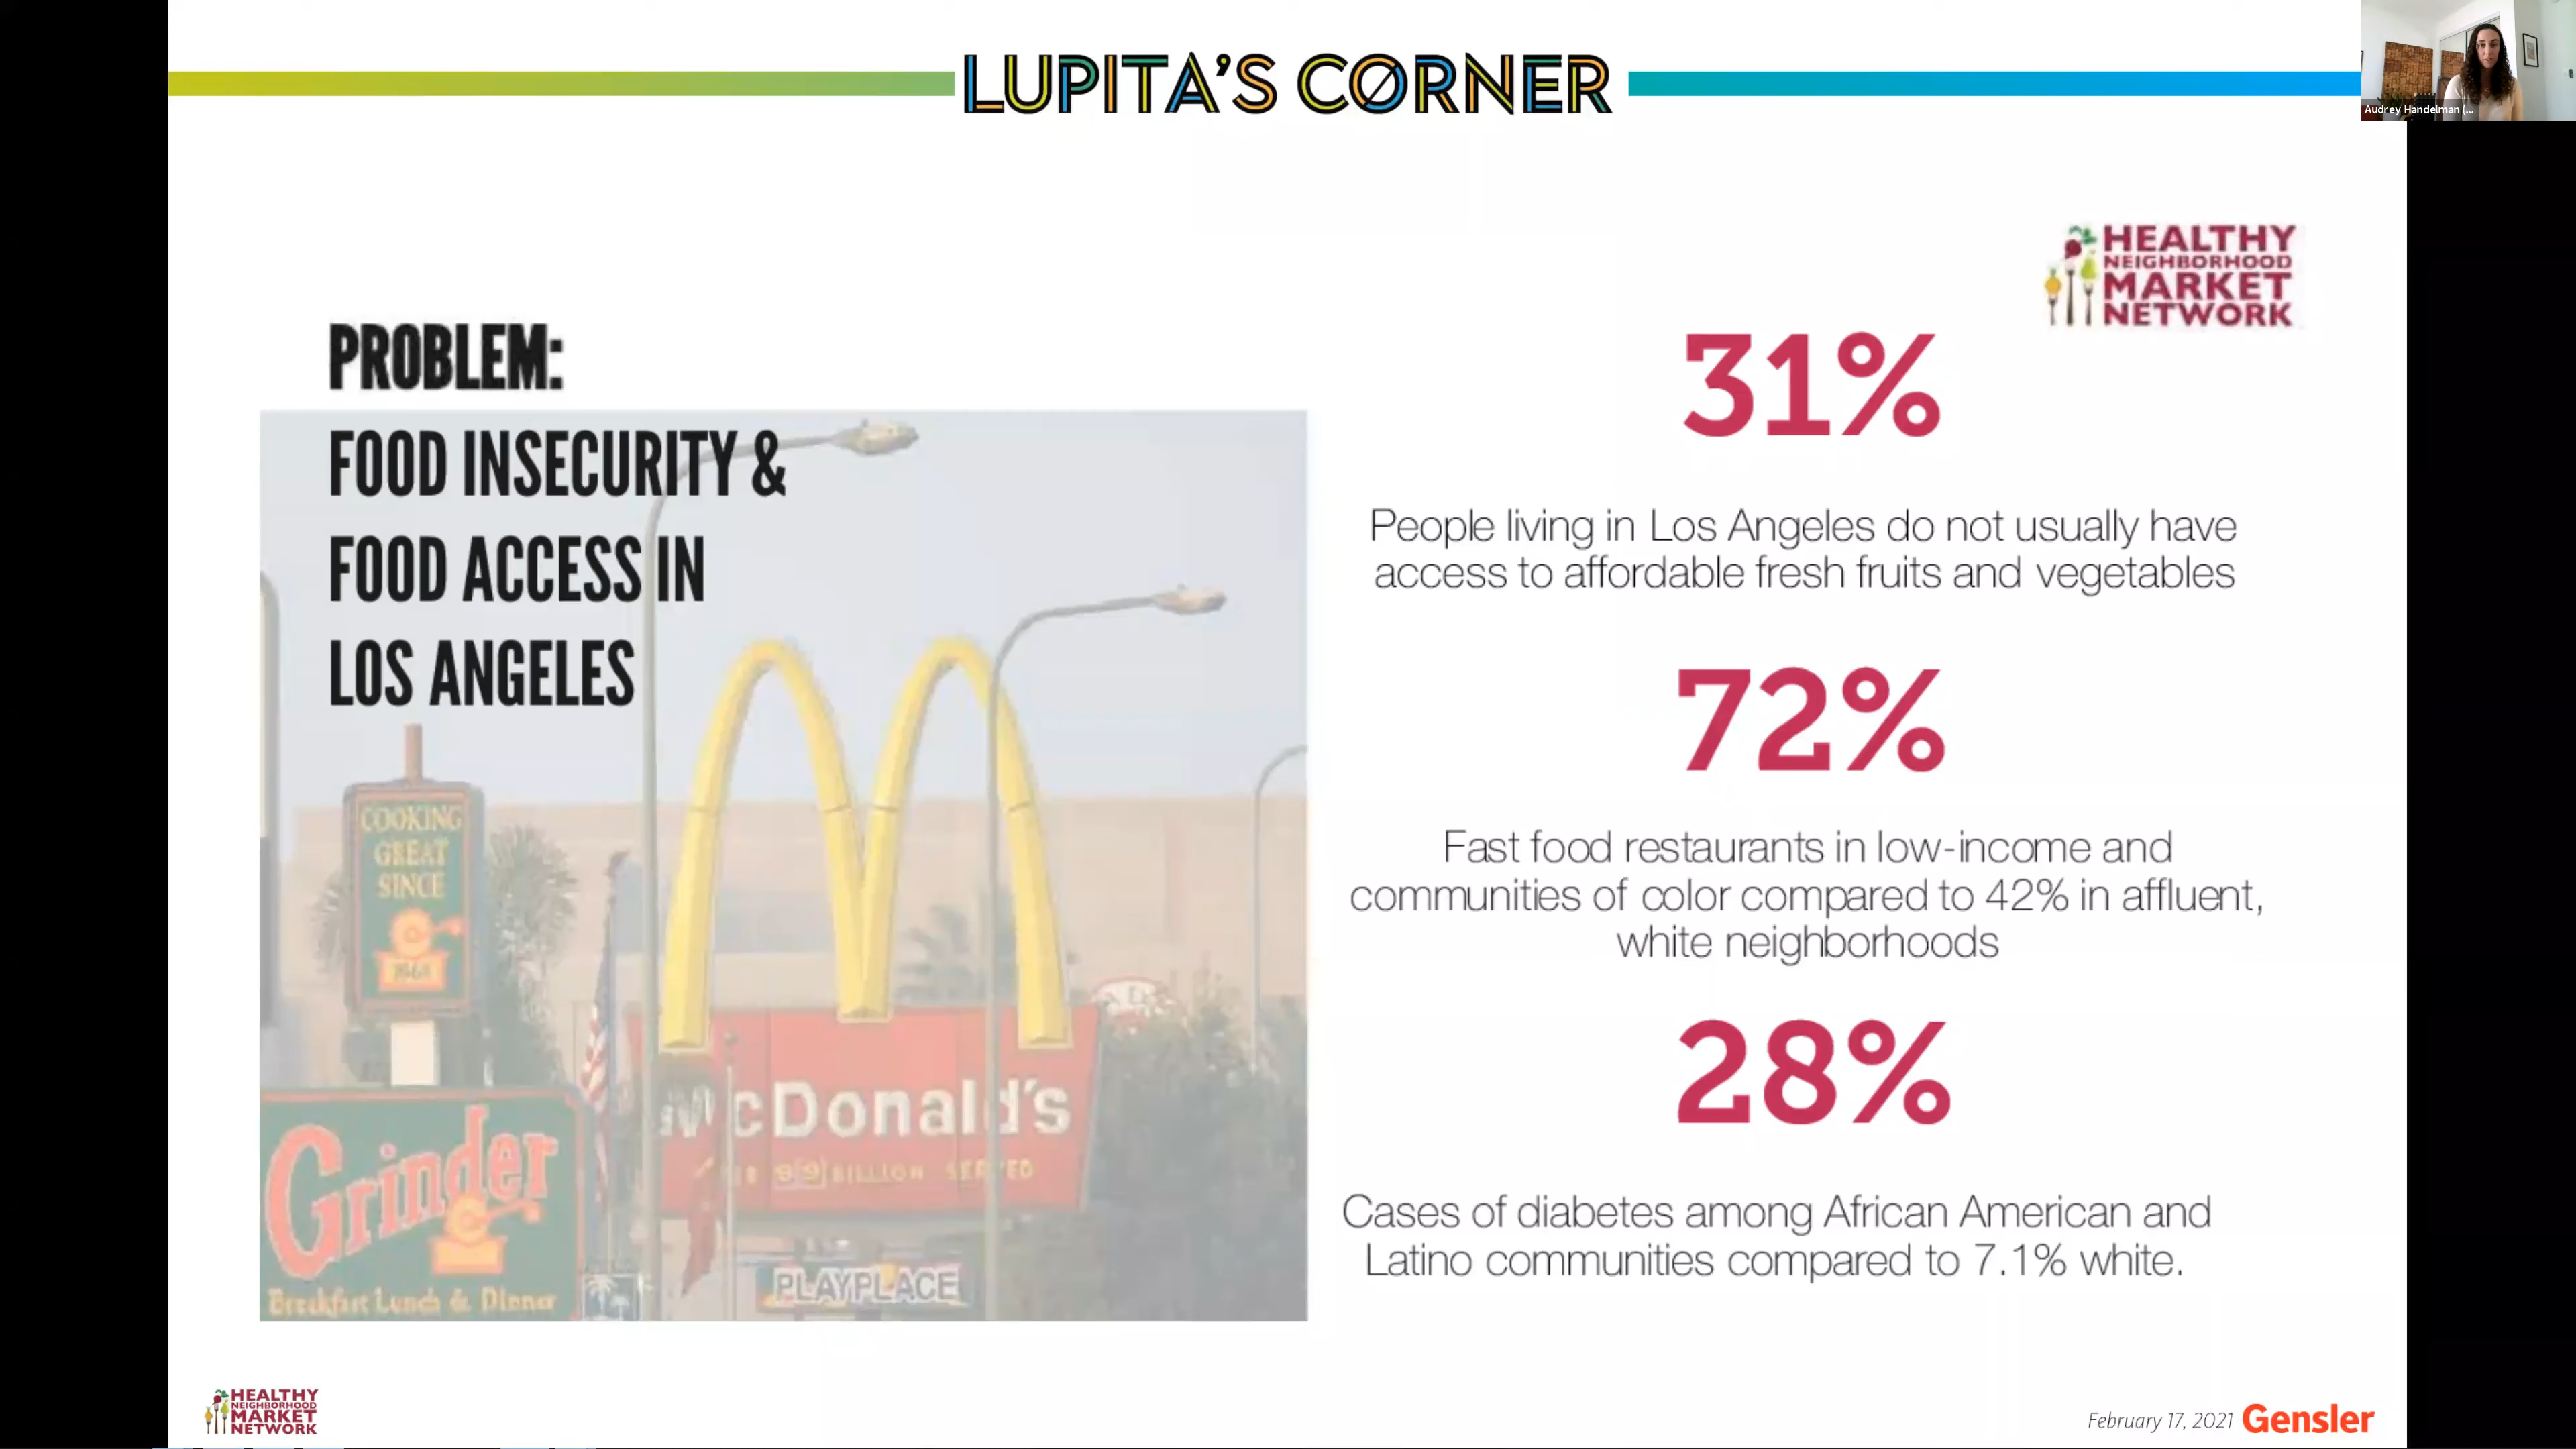 LUPITA'S CORNER
Audrey Handelman (...
HEALTHY
NEIGHBORHOOD
MARKET
NETWORK
PROBLEM:
FOOD INSECURITY &
FOOD ACCESS IN
LOS ANGELES
COOKING
GREAT
SINCE
Grinder
Breakfast Lunch & Dinner
McDonald's
99 BILLION SERVED
PLAYPLACE
31%
People living in Los Angeles do not usually have
access to affordable fresh fruits and vegetables
72%
Fast food restaurants in low-income and
communities of color compared to 42% in affluent,
white neighborhoods
28%
Cases of diabetes among African American and
Latino communities compared to 7.1% white.
HEALTHY
NEIGHBORHOOD
MARKET
NETWORK
February 17, 2021 Gensler